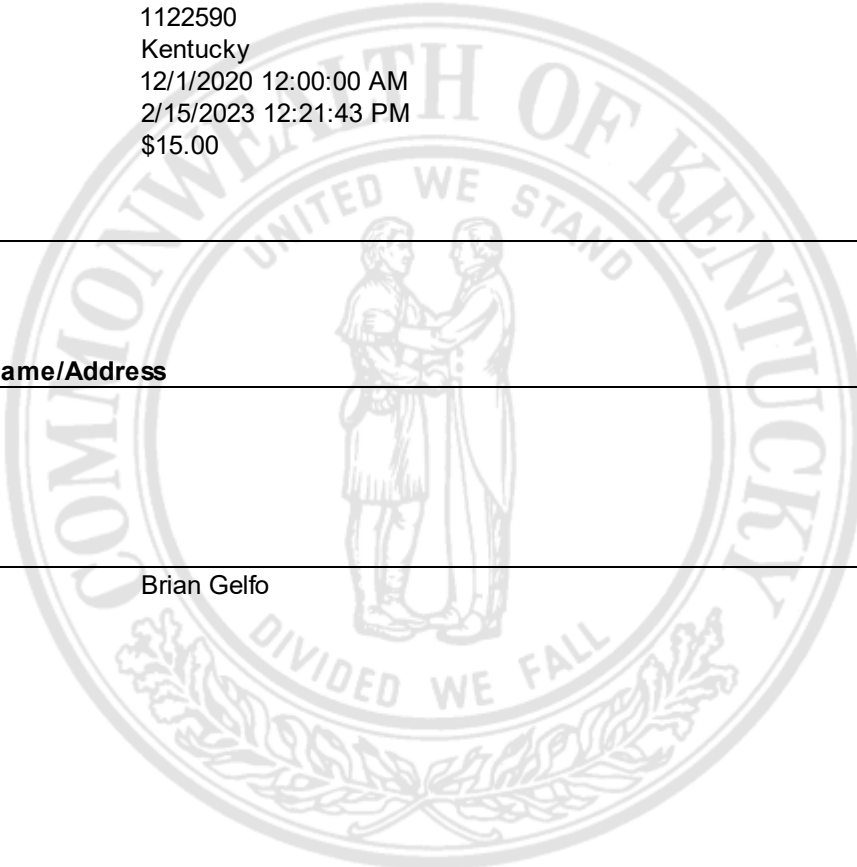 1122590
Kentucky
12/1/2020 12:00:00 AM
2/15/2023 12:21:43 PM
$15.00
ame/Address
Brian Gelfo
COMMONWEALTH OF KENTUCKY
UNITED WE STAND
DIVIDED WE FALL